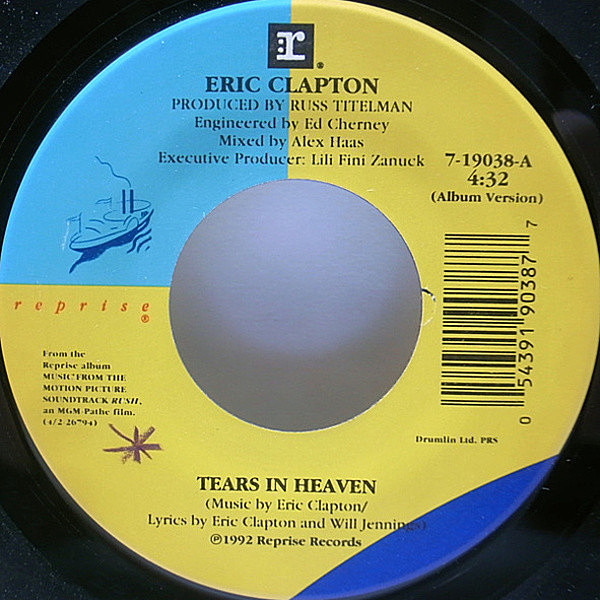 r®
ERIC CLAPTON
PRODUCED BY RUSS TITELMAN
Engineered by Ed Cherney
Mixed by Alex Haas
Executive Producer: Lili Fini Zanuck
7-19038-A
4:32
(Album Version)
reprise
®
0 54391 90387 7
From the
Reprise album
MUSIC FROM THE
MOTION PICTURE
SOUNDTRACK RUSH,
an MGM-Pathe film.
(4/2-26794)
Drumlin Ltd. PRS
TEARS IN HEAVEN
(Music by Eric Clapton/
Lyrics by Eric Clapton and Will Jennings)
℗1992 Reprise Records